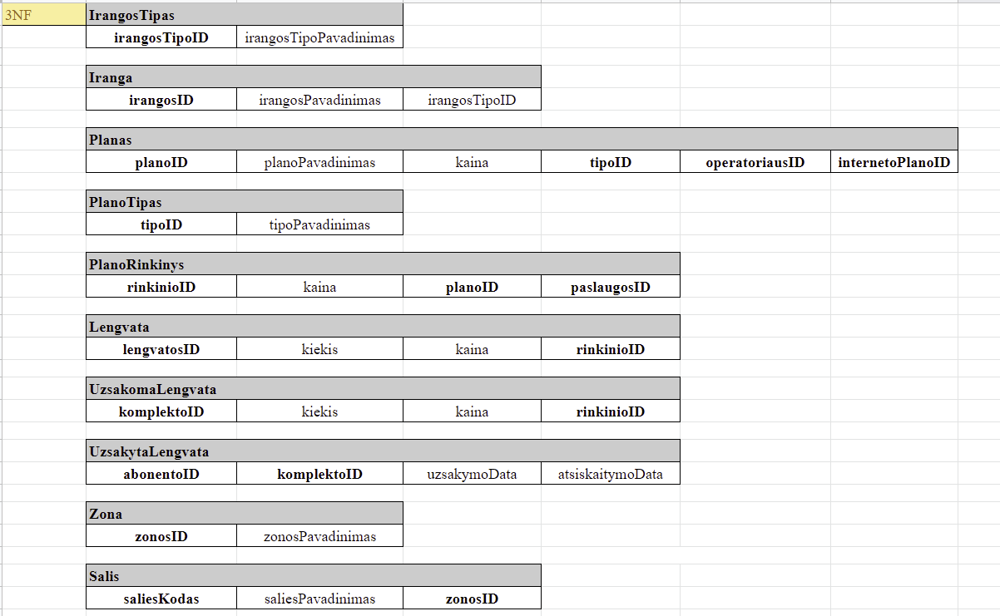 3NF IrangosTipas
irangosTipoID irangosTipoPavadinimas
Iranga
irangosID irangosPavadinimas irangosTipoID
Planas
planoID planoPavadinimas kaina tipoID operatoriausID internetoPlanoID
PlanoTipas
tipoID tipoPavadinimas
PlanoRinkinys
rinkinioID kaina planoID paslaugosID
Lengvata
lengvatosID kiekis kaina rinkinioID
UzsakomaLengvata
komplektoID kiekis kaina rinkinioID
UzsakytaLengvata
abonentoID komplektoID uzsakymoData atsiskaitymoData
Zona
zonosID zonosPavadinimas
Salis
saliesKodas saliesPavadinimas zonosID